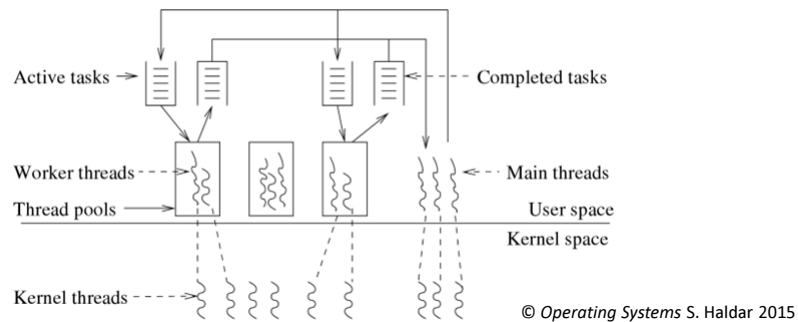 Active tasks
Completed tasks
Worker threads
Main threads
Thread pools
User space
Kernel space
Kernel threads
© Operating Systems S. Haldar 2015